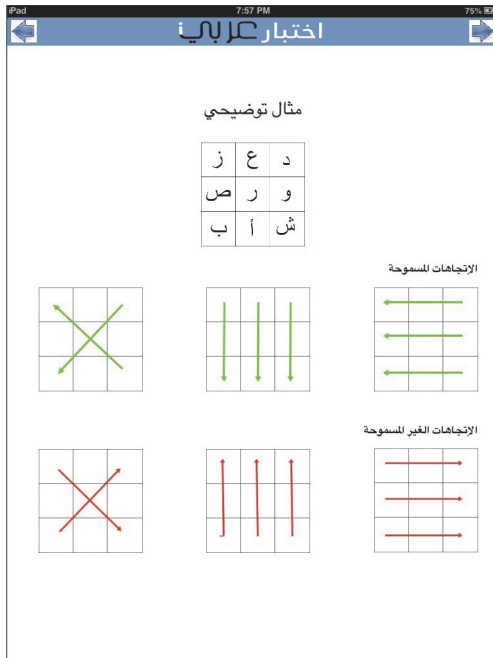 iPad 7:57 PM 75%
اختبار عربي i
مثال توضيحي
د ع ز
و ر ص
ش أ ب
الإتجاهات المسموحة
الإتجاهات الغير المسموحة